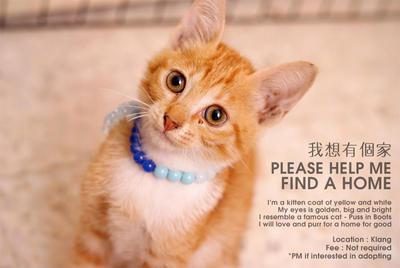 我想有個家
PLEASE HELP ME
FIND A HOME
I'm a kitten coat of yellow and white
My eyes is golden, big and bright
I resemble a famous cat - Puss in Boots
I will love and purr for a home for good
Location : Klang
Fee : Not required
*PM if interested in adopting